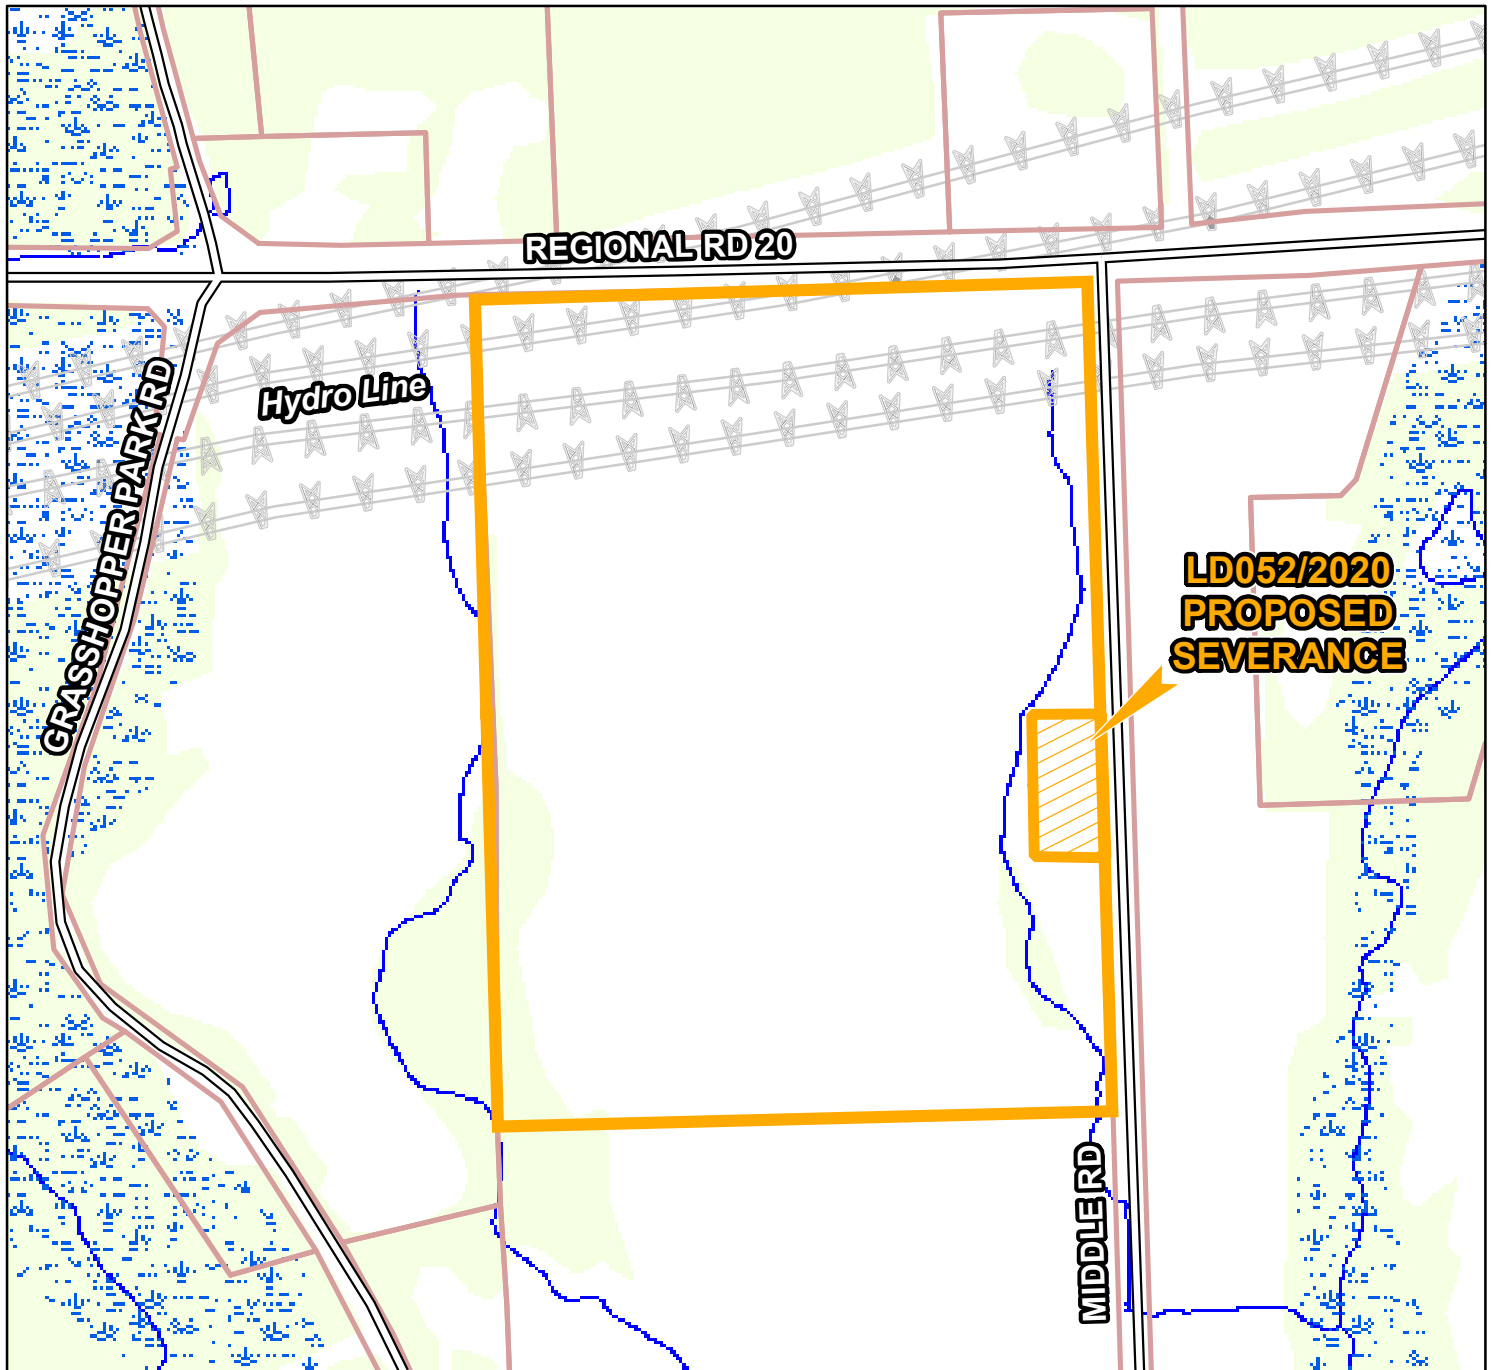 REGIONAL RD 20
Hydro Line
GRASSHOPPER PARK RD
LD052/2020
PROPOSED
SEVERANCE
MIDDLE RD